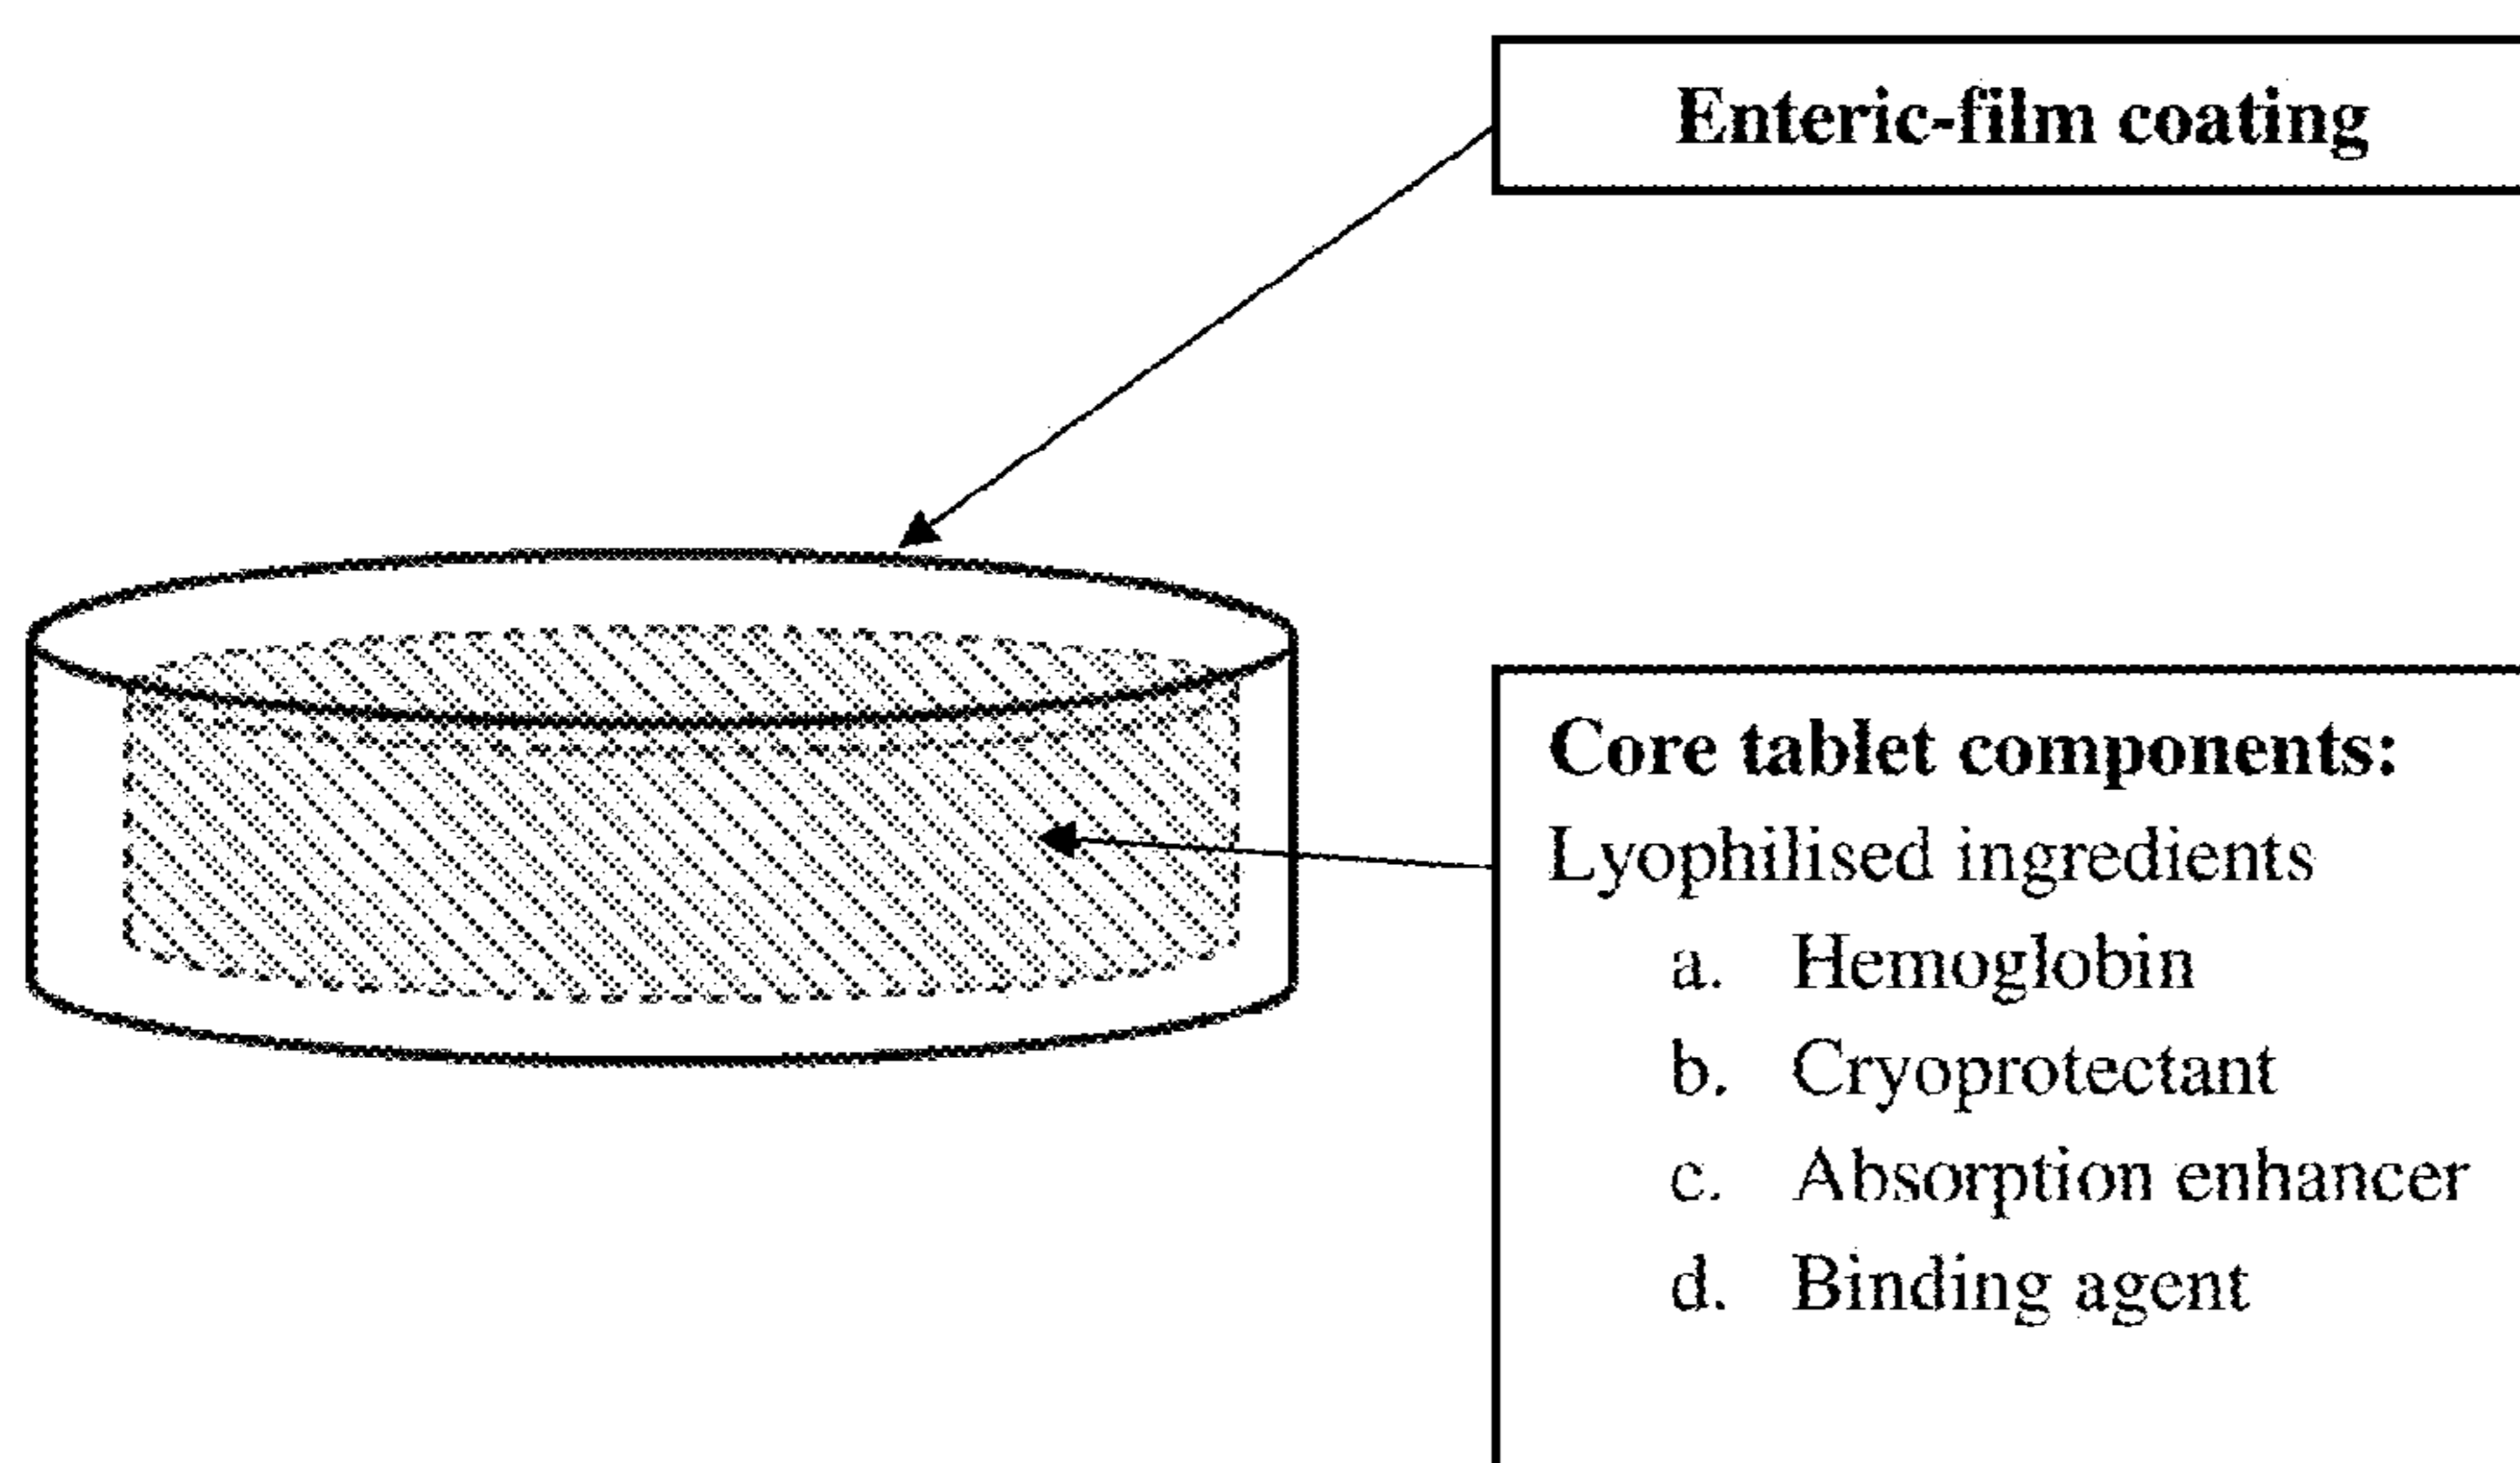 Enteric-film coating
Core tablet components:
Lyophilised ingredients
a. Hemoglobin
b. Cryoprotectant
c. Absorption enhancer
d. Binding agent